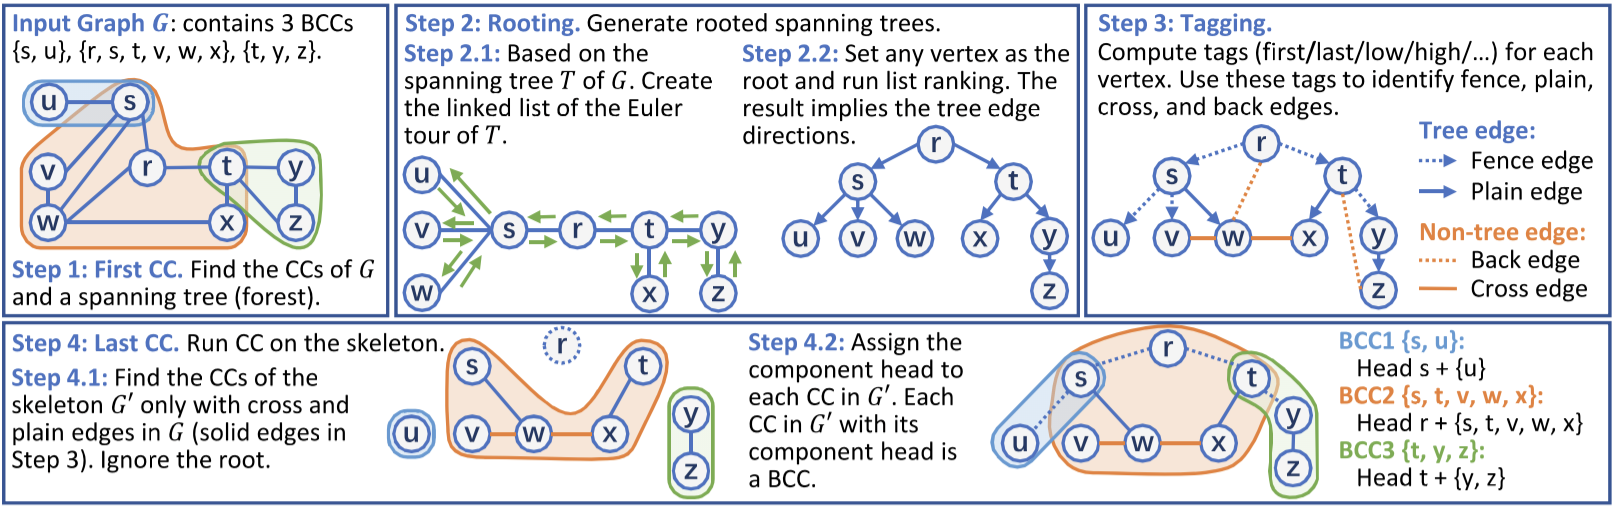 Input Graph G: contains 3 BCCs
{s, u}, {r, s, t, v, w, x}, {t, y, z}.
u
s
v
r
t
y
w
x
z
Step 1: First CC. Find the CCs of G
and a spanning tree (forest).
Step 2: Rooting. Generate rooted spanning trees.
Step 2.1: Based on the
spanning tree T of G. Create
the linked list of the Euler
tour of T.
u
v
s
r
t
y
w
x
z
Step 2.2: Set any vertex as the
root and run list ranking. The
result implies the tree edge
directions.
r
s
t
u
v
w
x
y
z
Step 3: Tagging.
Compute tags (first/last/low/high/...) for each
vertex. Use these tags to identify fence, plain,
cross, and back edges.
r
s
t
u
v
w
x
y
z
Tree edge:
Fence edge
Plain edge
Non-tree edge:
Back edge
Cross edge
Step 4: Last CC. Run CC on the skeleton.
Step 4.1: Find the CCs of the
skeleton G′ only with cross and
plain edges in G (solid edges in
Step 3). Ignore the root.
r
s
t
u
v
w
x
y
z
Step 4.2: Assign the
component head to
each CC in G′. Each
CC in G′ with its
component head is
a BCC.
r
s
t
u
v
w
x
y
z
BCC1 {s, u}:
Head s + {u}
BCC2 {s, t, v, w, x}:
Head r + {s, t, v, w, x}
BCC3 {t, y, z}:
Head t + {y, z}